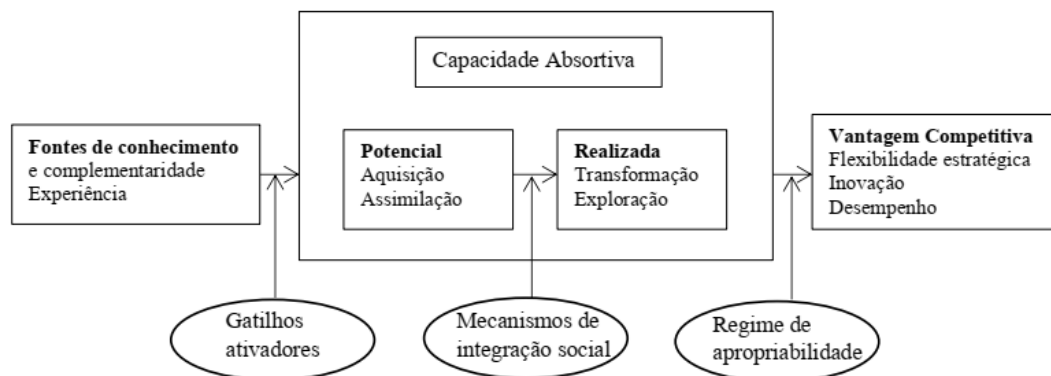 Capacidade Absortiva
Fontes de conhecimento
e complementaridade
Experiência
Potencial
Aquisição
Assimilação
Realizada
Transformação
Exploração
Vantagem Competitiva
Flexibilidade estratégica
Inovação
Desempenho
Gatilhos
ativadores
Mecanismos de
integração social
Regime de
apropriabilidade